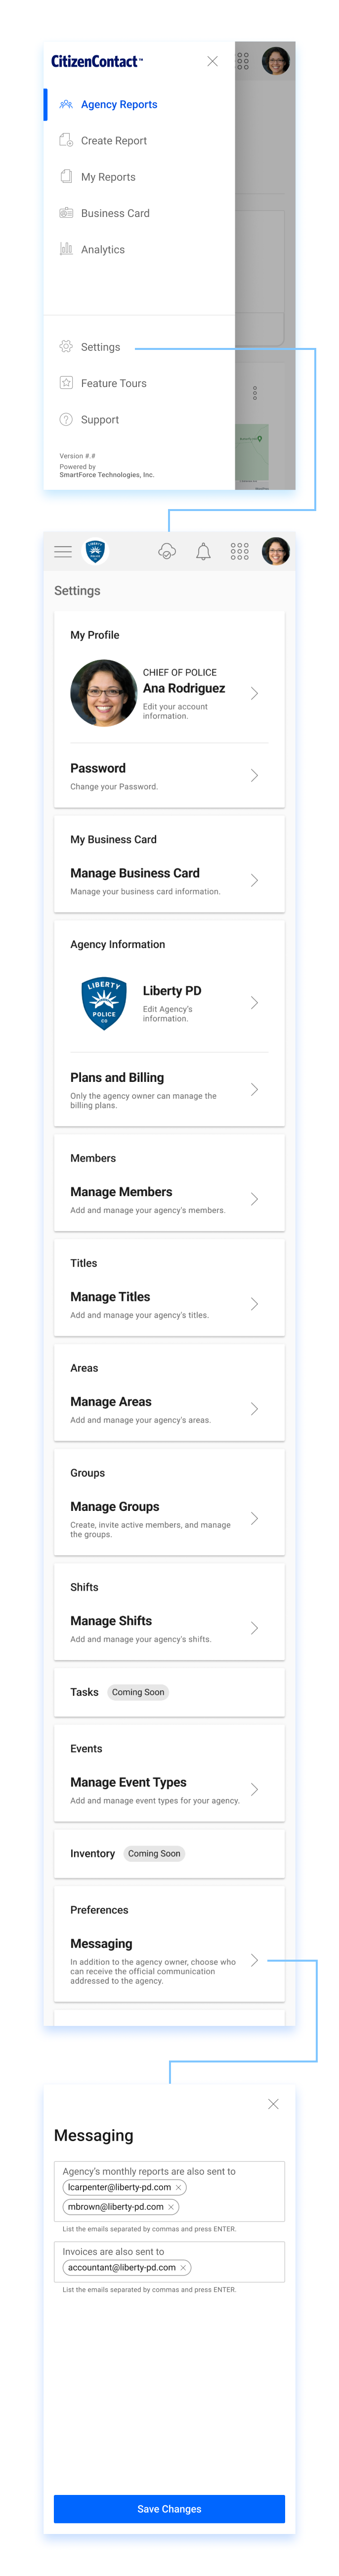 CitizenContact™
Agency Reports
Create Report
My Reports
Business Card
Analytics
Settings
Feature Tours
Support
Version #.#
Powered by
SmartForce Technologies, Inc.
LIBERTY
Settings
My Profile
CHIEF OF POLICE
Ana Rodriguez
Edit your account
information.
Password
Change your Password.
My Business Card
Manage Business Card
Manage your business card information.
Agency Information
LIBERTY
POLICE
CO
Liberty PD
Edit Agency's
information.
Plans and Billing
Only the agency owner can manage the
billing plans.
Members
Manage Members
Add and manage your agency's members.
Titles
Manage Titles
Add and manage your agency's titles.
Areas
Manage Areas
Add and manage your agency's areas.
Groups
Manage Groups
Create, invite active members, and manage
the groups.
Shifts
Manage Shifts
Add and manage your agency's shifts.
Tasks Coming Soon
Events
Manage Event Types
Add and manage event types for your agency.
Inventory Coming Soon
Preferences
Messaging
In addition to the agency owner, choose who
can receive the official communication
addressed to the agency.
Messaging
Agency's monthly reports are also sent to
lcarpenter@liberty-pd.com
mbrown@liberty-pd.com
List the emails separated by commas and press ENTER.
Invoices are also sent to
accountant@liberty-pd.com
List the emails separated by commas and press ENTER.
Save Changes